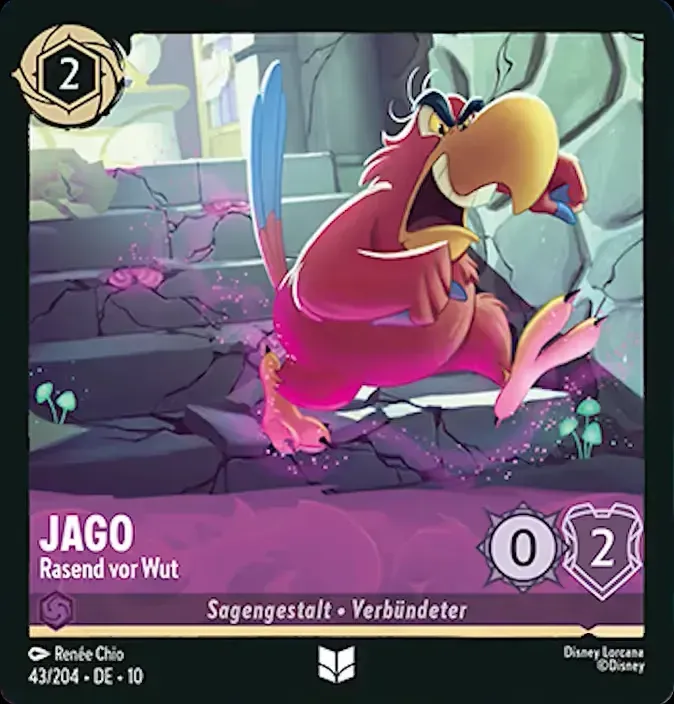 2
JAGO
Rasend vor Wut
0
2
Sagengestalt • Verbündeter
Renée Chio
43/204 • DE • 10
Disney Lorcana
©Disney